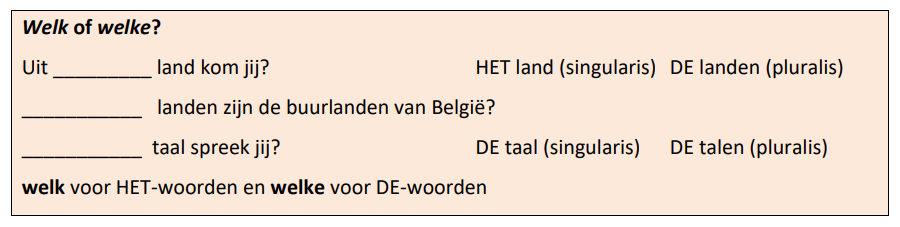 Welk of welke?
Uit _________ land kom jij? HET land (singularis) DE landen (pluralis)
___________ landen zijn de buurlanden van België?
___________ taal spreek jij? DE taal (singularis) DE talen (pluralis)
welk voor HET-woorden en welke voor DE-woorden